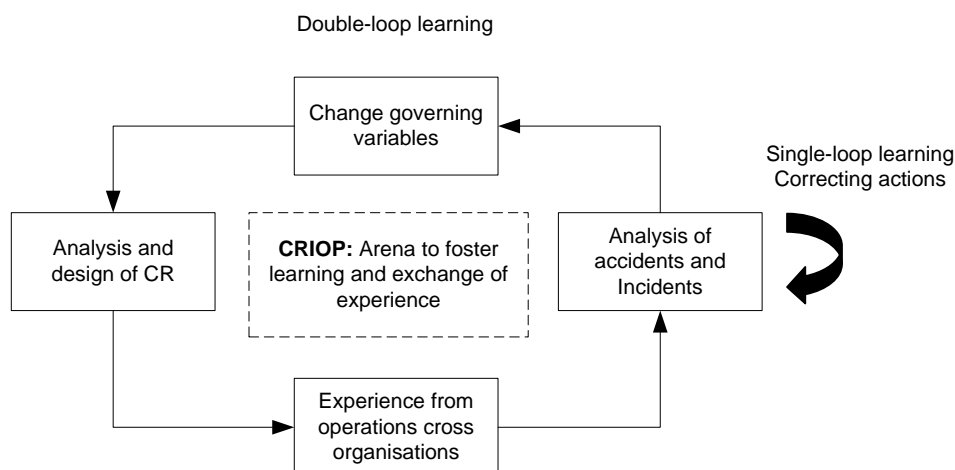 Double-loop learning
Change governing
variables
Single-loop learning
Correcting actions
Analysis and
design of CR
CRIOP: Arena to foster
learning and exchange of
experience
Analysis of
accidents and
Incidents
Experience from
operations cross
organisations